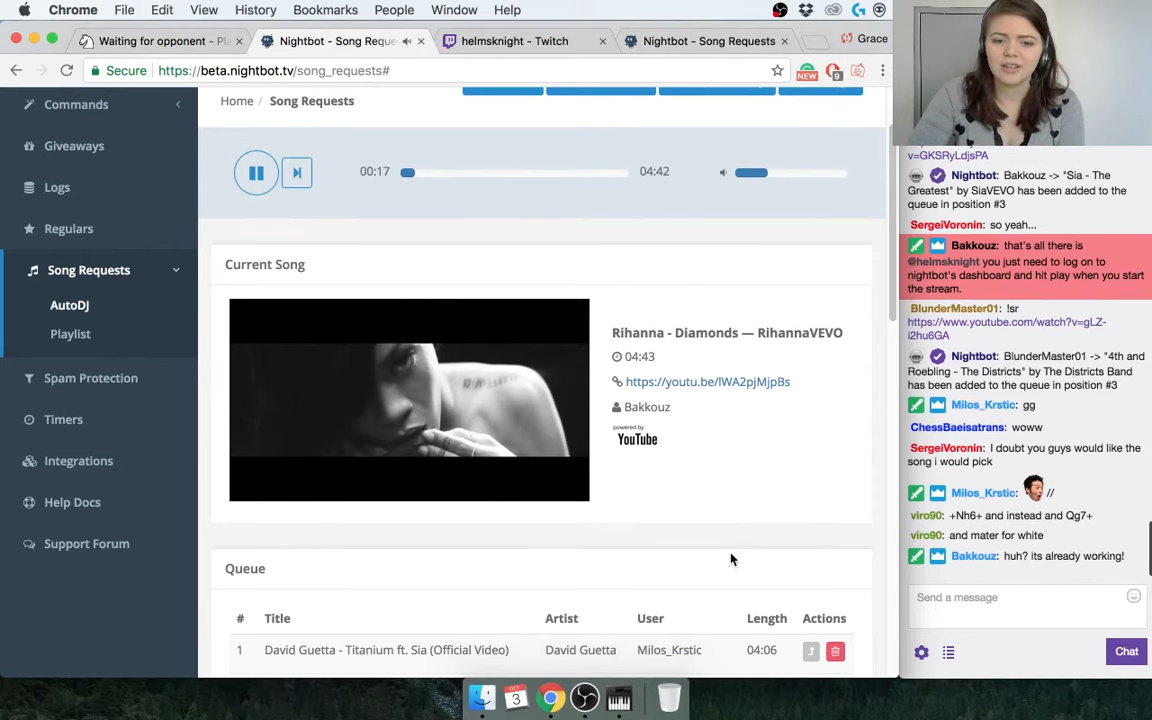 Chrome File Edit View History Bookmarks People Window Help
Waiting for opponent - Pl
Nightbot - Song Reque
helmsknight - Twitch
Nightbot - Song Requests
Grace
Secure https://beta.nightbot.tv/song_requests#
NEW
9
Commands
Giveaways
Logs
Regulars
Song Requests
AutoDJ
Playlist
Spam Protection
Timers
Integrations
Help Docs
Support Forum
Home / Song Requests
00:17 04:42
Current Song
Rihanna - Diamonds — RihannaVEVO
04:43
https://youtu.be/lWA2pjMjpBs
Bakkouz
powered by
YouTube
Queue
# Title Artist User Length Actions
1 David Guetta - Titanium ft. Sia (Official Video) David Guetta Milos_Krstic 04:06
v=GKSRyLdjsPA
Nightbot: Bakkouz -> "Sia - The
Greatest" by SiaVEVO has been added to the
queue in position #3
SergeiVoronin: so yeah...
Bakkouz: that's all there is
@helmsknight you just need to log on to
nightbot's dashboard and hit play when you start
the stream.
BlunderMaster01: !sr
https://www.youtube.com/watch?v=gLZ-
i2hu6GA
Nightbot: BlunderMaster01 -> "4th and
Roebling - The Districts" by The Districts Band
has been added to the queue in position #3
Milos_Krstic: gg
ChessBaeisatrans: woww
SergeiVoronin: I doubt you guys would like the
song i would pick
Milos_Krstic: //
viro90: +Nh6+ and instead and Qg7+
viro90: and mater for white
Bakkouz: huh? its already working!
Send a message
Chat
OCT
3